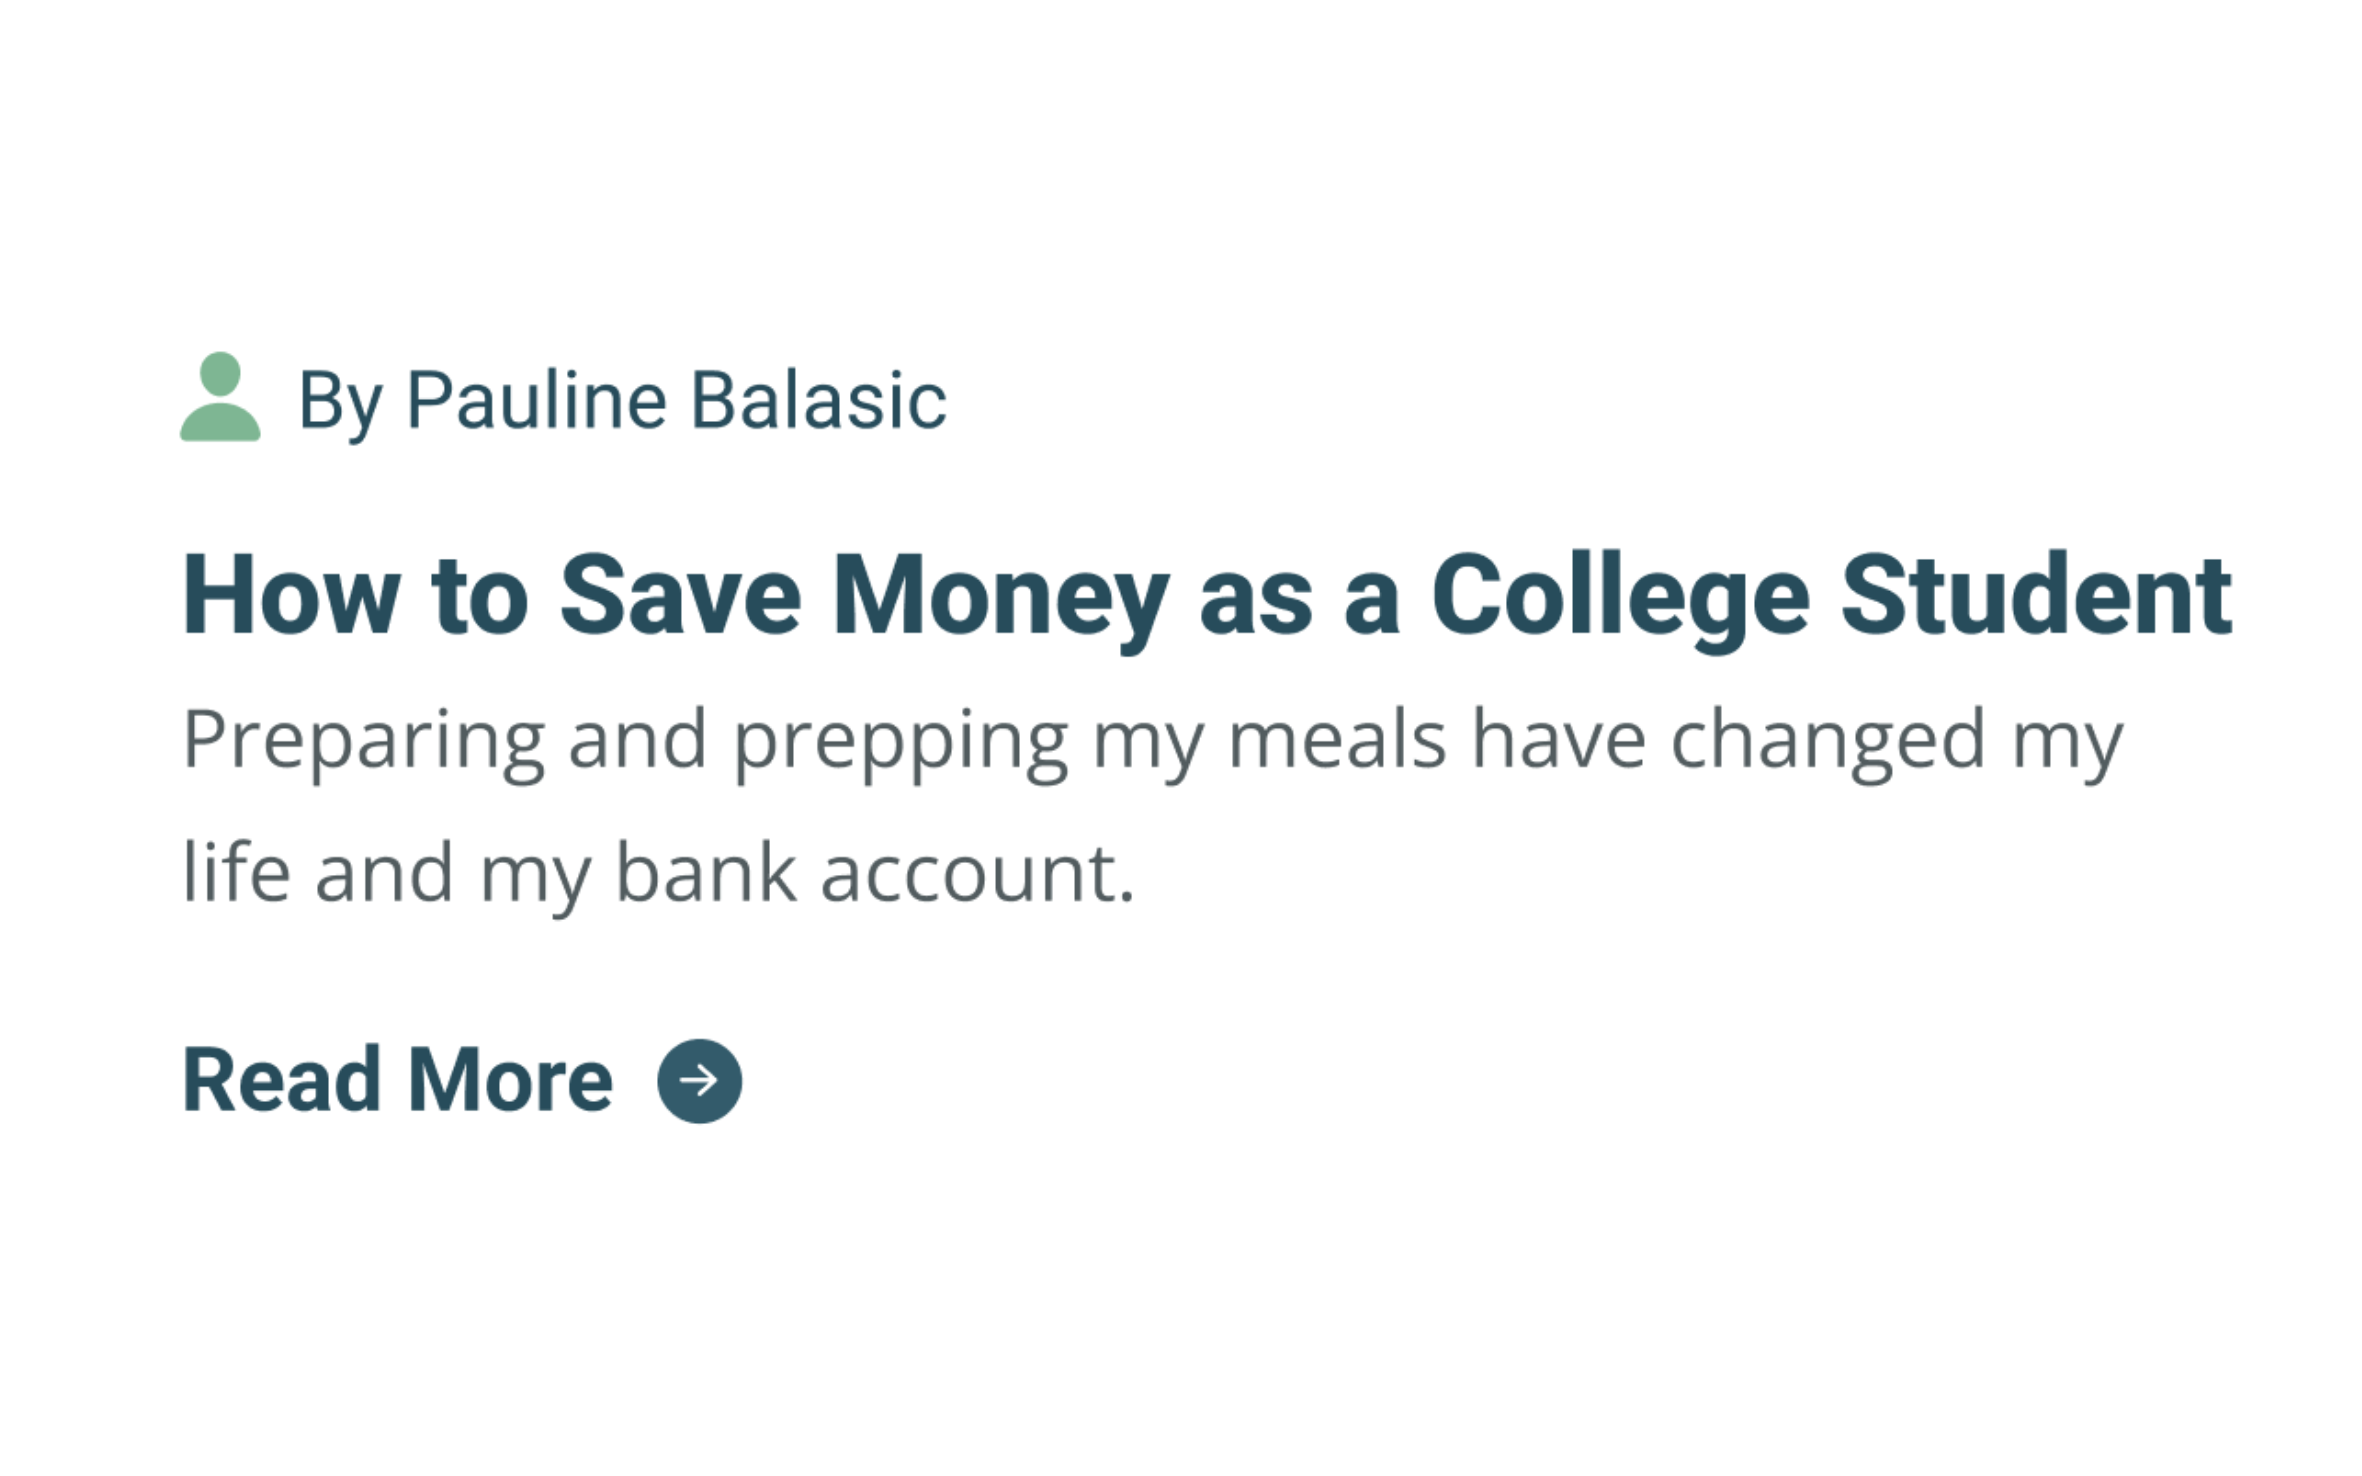 By Pauline Balasic
How to Save Money as a College Student
Preparing and prepping my meals have changed my
life and my bank account.
Read More